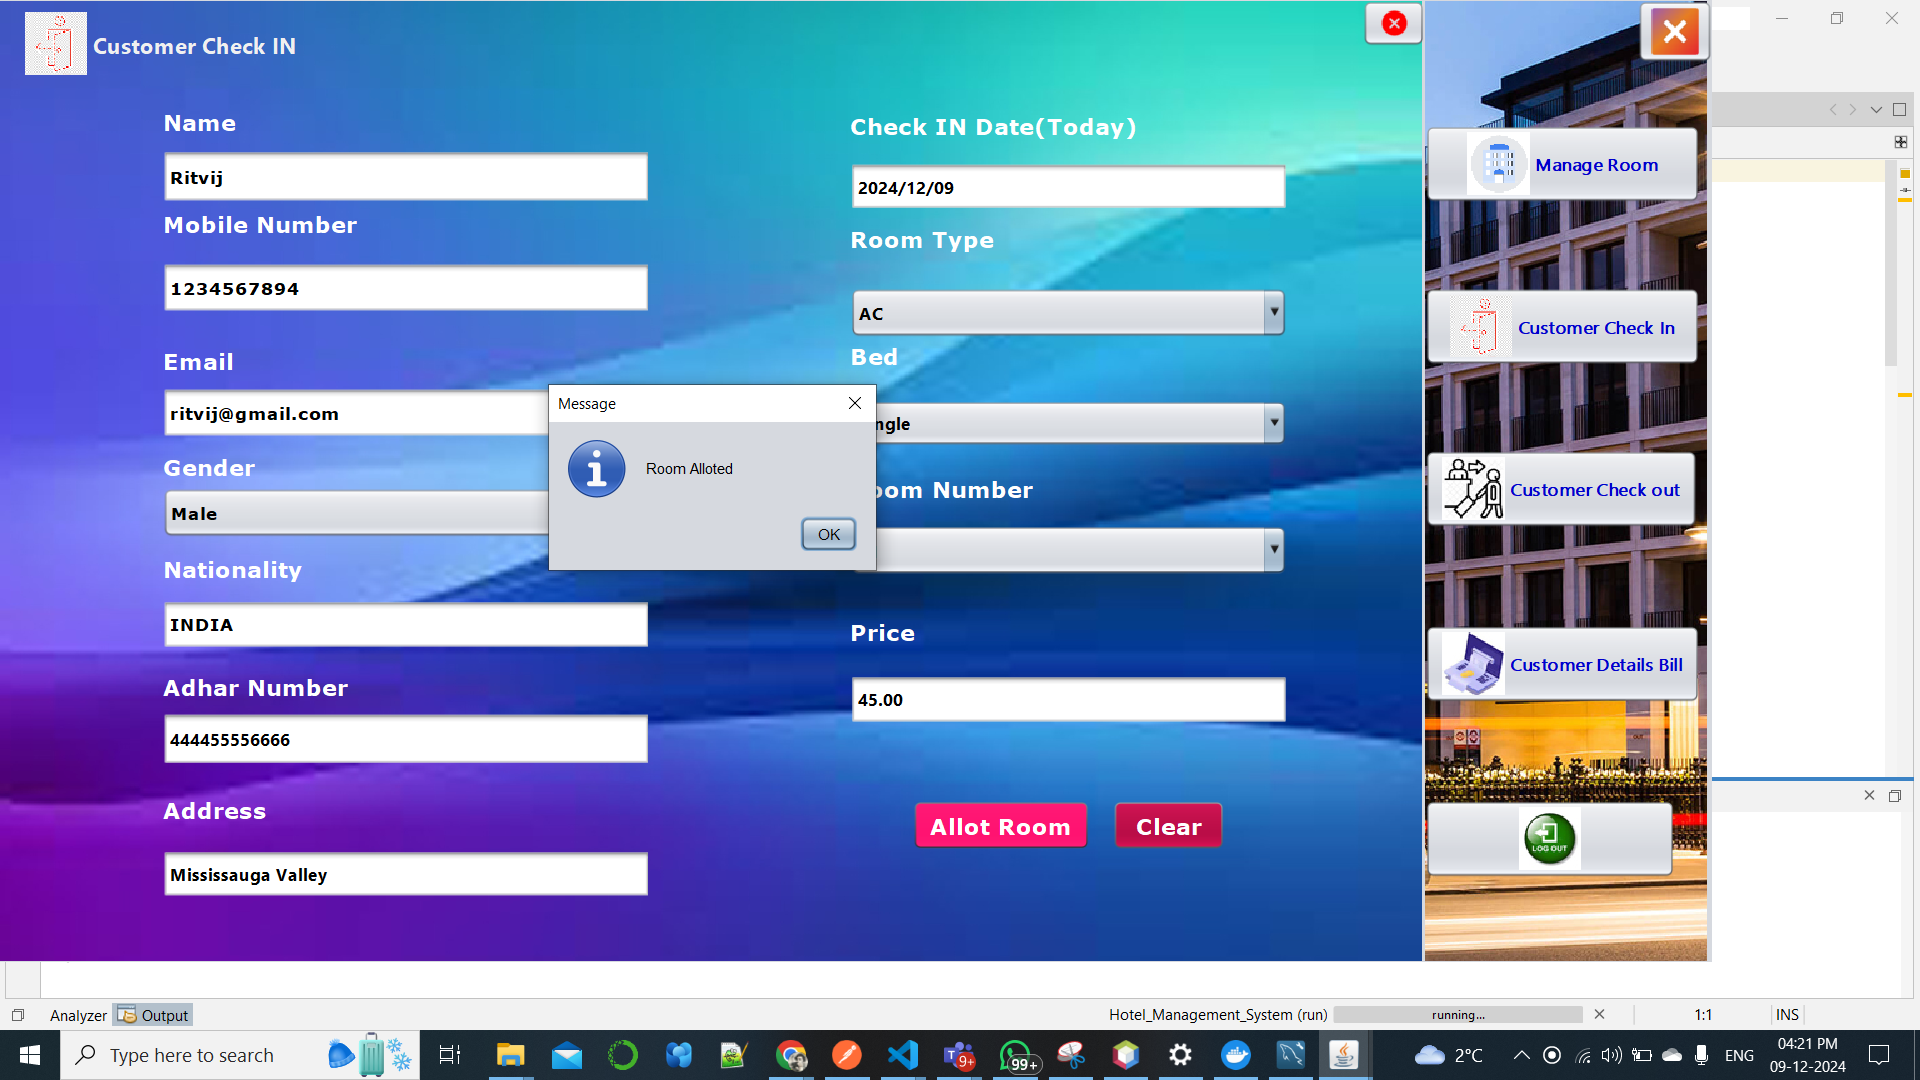 Customer Check IN
Name
Ritvij
Mobile Number
1234567894
Email
ritvij@gmail.com
Gender
Male
Nationality
INDIA
Adhar Number
444455556666
Address
Mississauga Valley
Check IN Date(Today)
2024/12/09
Room Type
AC
Bed
ngle
oom Number
Price
45.00
Allot Room
Clear
Message
Room Alloted
OK
Manage Room
Customer Check In
Customer Check out
Customer Details Bill
LOG OUT
Analyzer
Output
Hotel_Management_System (run)
running...
1:1
INS
Type here to search
9+
99+
2°C
ENG
04:21 PM
09-12-2024